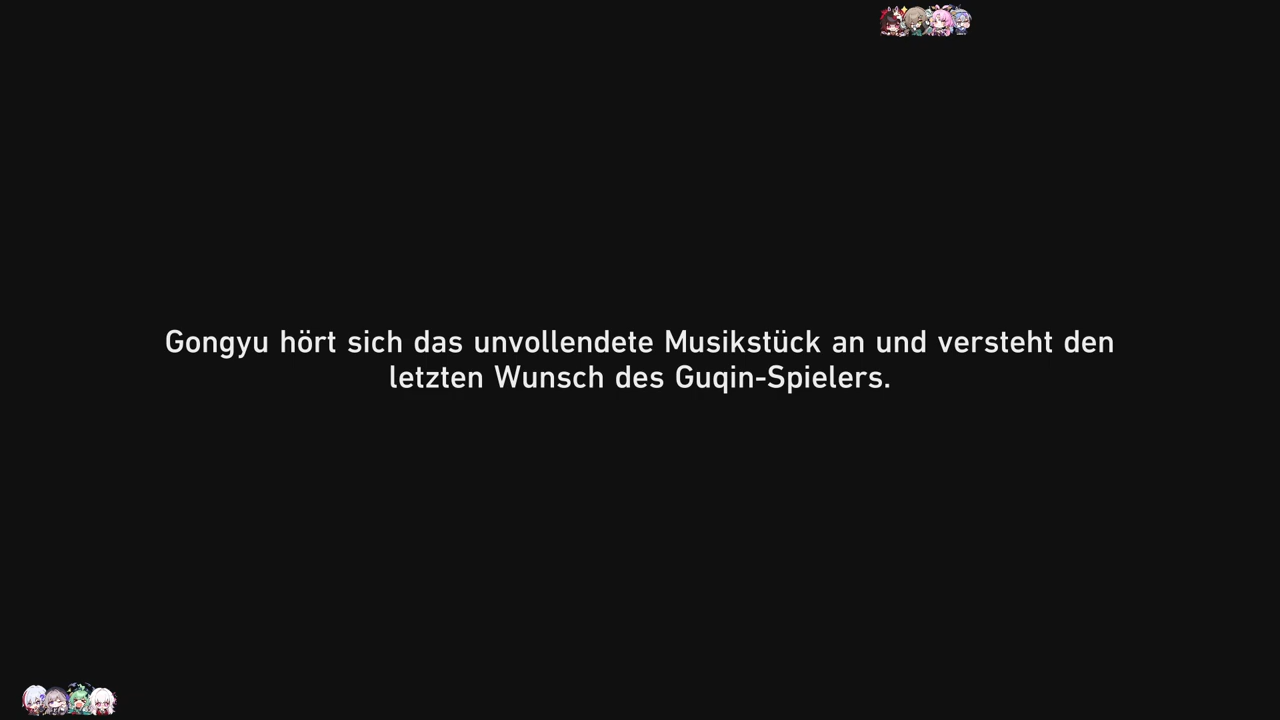 Gongyu hört sich das unvollendete Musikstück an und versteht den
letzten Wunsch des Guqin-Spielers.